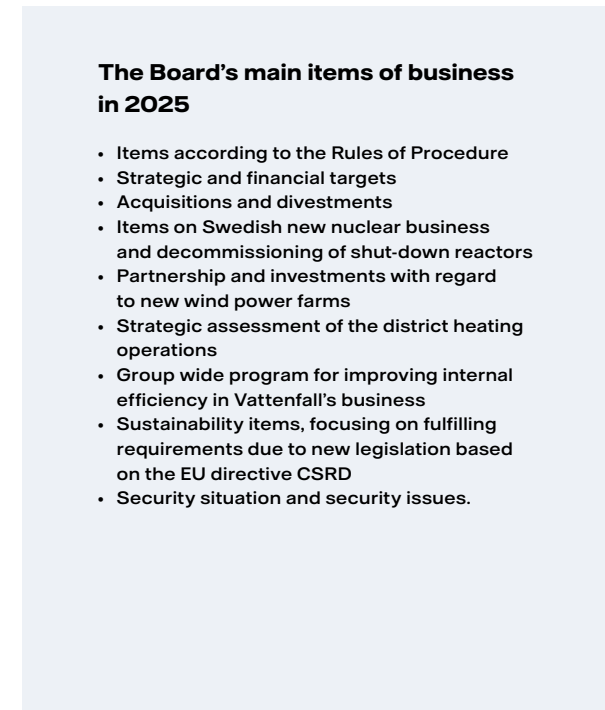 The Board’s main items of business
in 2025
• Items according to the Rules of Procedure
• Strategic and financial targets
• Acquisitions and divestments
• Items on Swedish new nuclear business
and decommissioning of shut-down reactors
• Partnership and investments with regard
to new wind power farms
• Strategic assessment of the district heating
operations
• Group wide program for improving internal
efficiency in Vattenfall’s business
• Sustainability items, focusing on fulfilling
requirements due to new legislation based
on the EU directive CSRD
• Security situation and security issues.